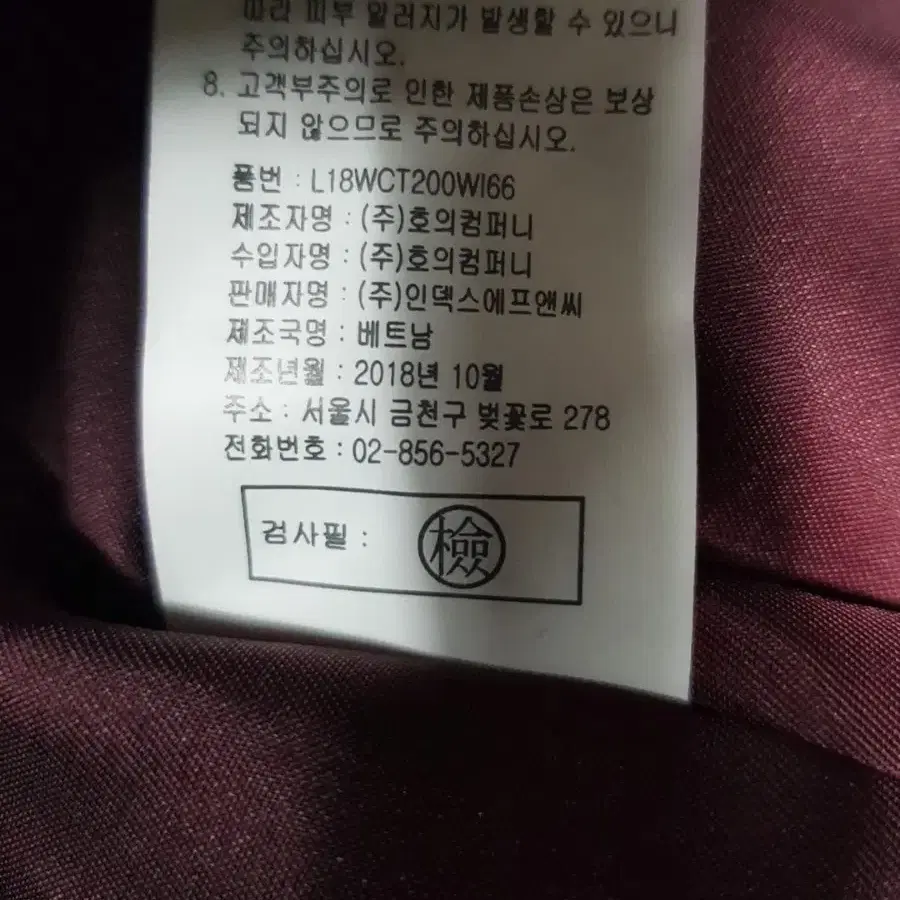 따라 피부 알러지가 발생할 수 있으니
주의하십시오.
8. 고객부주의로 인한 제품손상은 보상
되지 않으므로 주의하십시오.
품번 : L18WCT200WI66
제조자명 : (주)호의컴퍼니
수입자명 : (주)호의컴퍼니
판매자명 : (주)인덱스에프앤씨
제조국명 : 베트남
제조년월 : 2018년 10월
주소 : 서울시 금천구 벚꽃로 278
전화번호 : 02-856-5327
검사필 : 檢